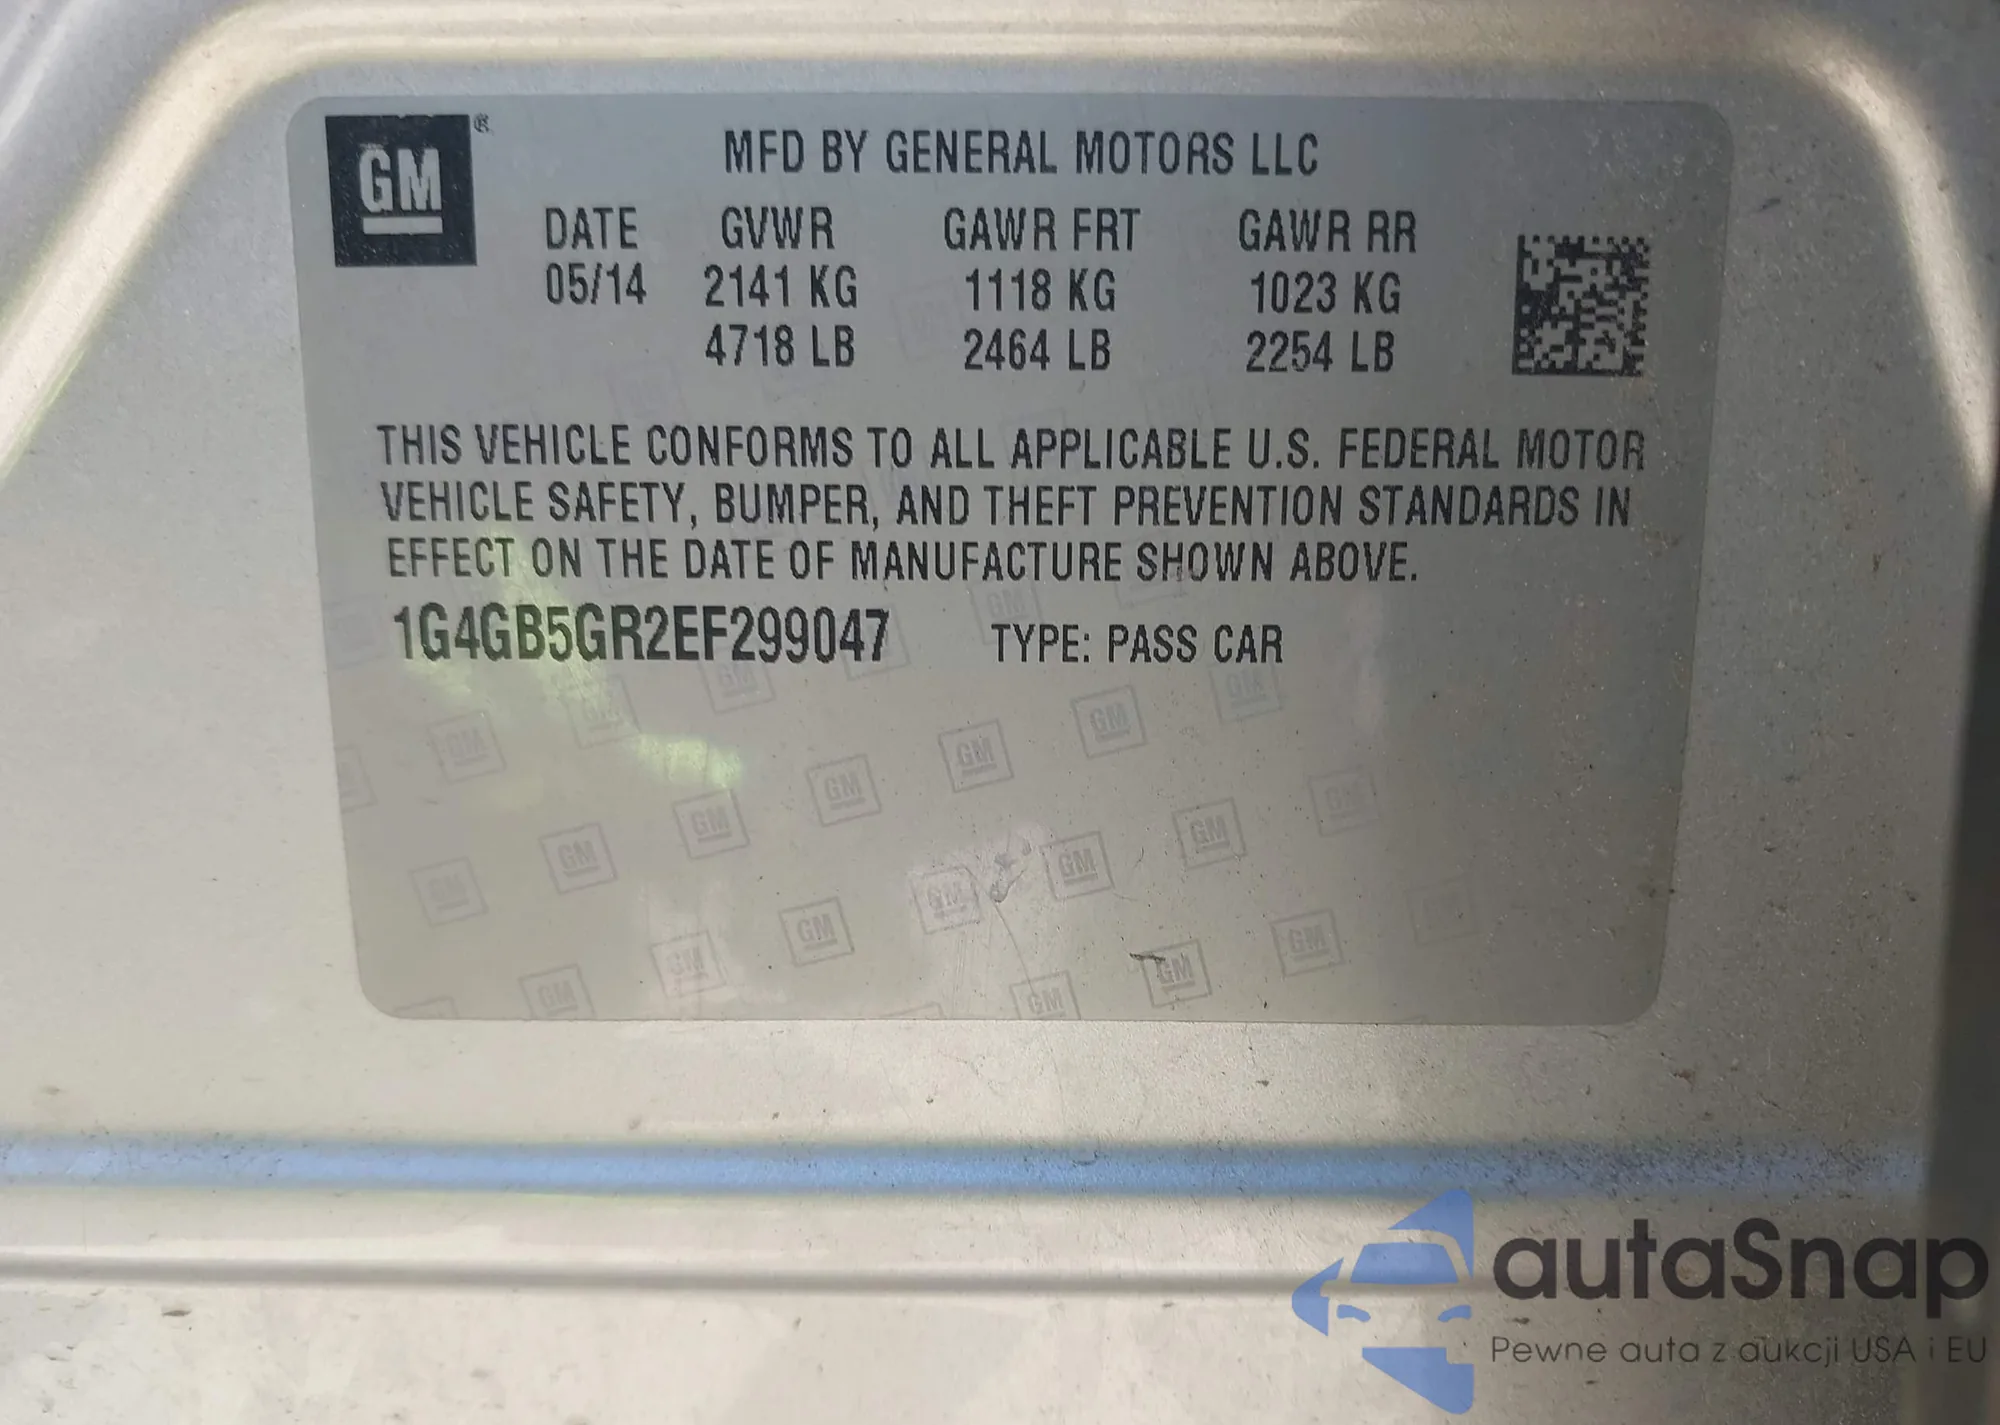 GM®
MFD BY GENERAL MOTORS LLC
DATE GVWR GAWR FRT GAWR RR
05/14 2141 KG 1118 KG 1023 KG
4718 LB 2464 LB 2254 LB
THIS VEHICLE CONFORMS TO ALL APPLICABLE U.S. FEDERAL MOTOR
VEHICLE SAFETY, BUMPER, AND THEFT PREVENTION STANDARDS IN
EFFECT ON THE DATE OF MANUFACTURE SHOWN ABOVE.
1G4GB5GR2EF299047 TYPE: PASS CAR
autaSnap
Pewne auta z aukcji USA i EU